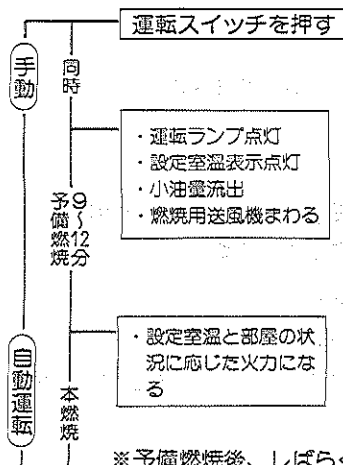 運転スイッチを押す
手動
同時
・運転ランプ点灯
・設定室温表示点灯
・小油量流出
・燃焼用送風機まわる
9～12分
予備燃焼
・設定室温と部屋の状
況に応じた火力にな
る
自動運転
本燃焼
※予備燃焼後、しばらく